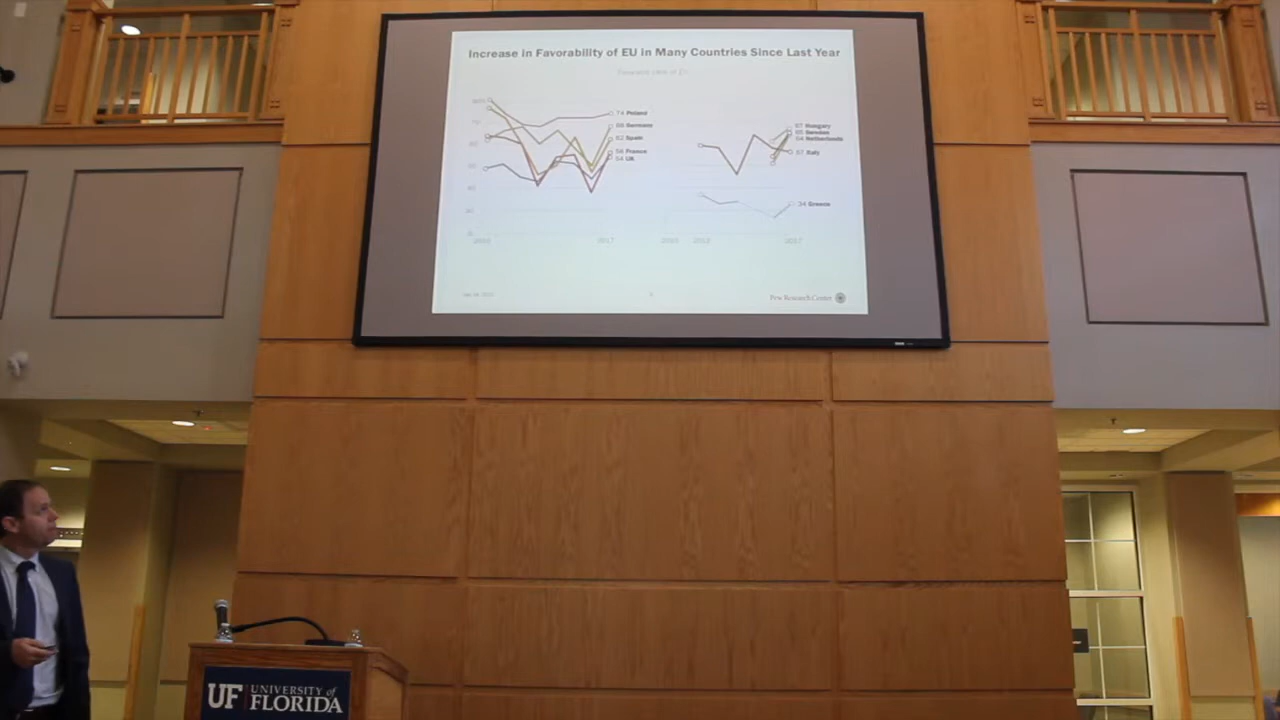 Increase in Favorability of EU in Many Countries Since Last Year
74 Poland
68 Germany
62 Spain
56 France
54 UK
2017
67 Hungary
65 Sweden
64 Netherlands
57 Italy
34 Greece
2017
Pew Research Center
UF UNIVERSITY of
FLORIDA